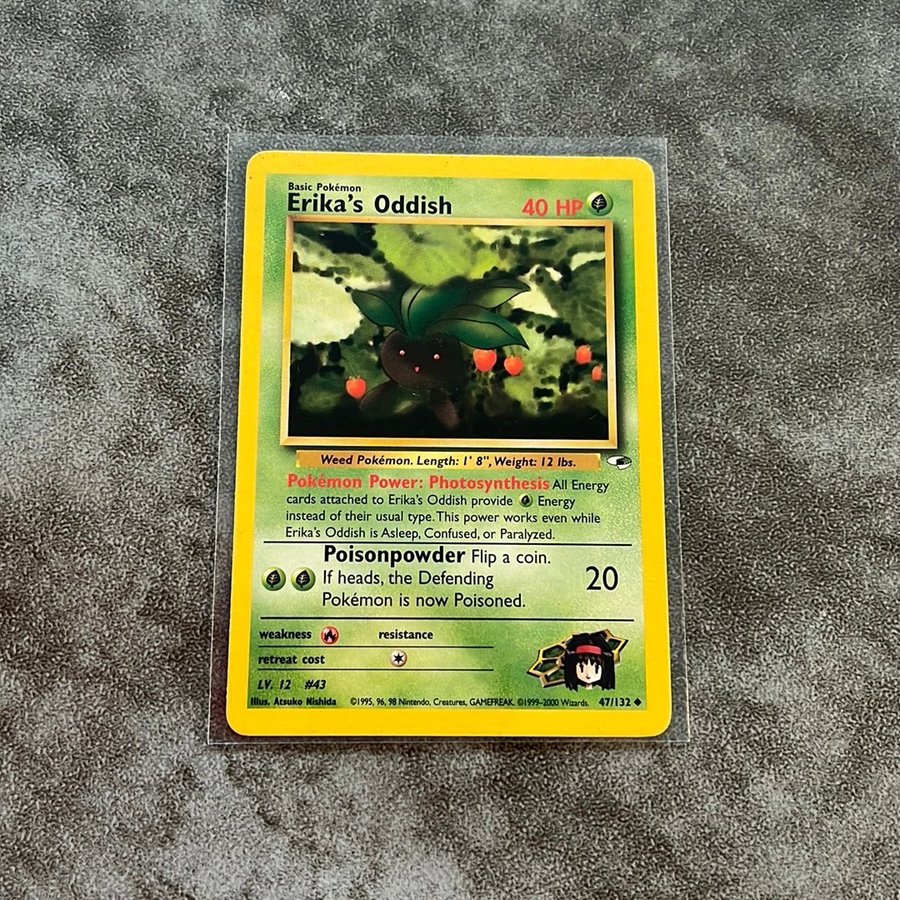 Basic Pokémon
Erika's Oddish 40 HP
Weed Pokémon. Length: 1' 8", Weight: 12 lbs.
Pokémon Power: Photosynthesis All Energy
cards attached to Erika's Oddish provide Energy
instead of their usual type. This power works even while
Erika's Oddish is Asleep, Confused, or Paralyzed.
Poisonpowder Flip a coin.
If heads, the Defending
Pokémon is now Poisoned.
20
weakness resistance
retreat cost
LV. 12 #43
Illus. Atsuko Nishida ©1995, 96, 98 Nintendo, Creatures, GAMEFREAK. ©1999-2000 Wizards. 47/132